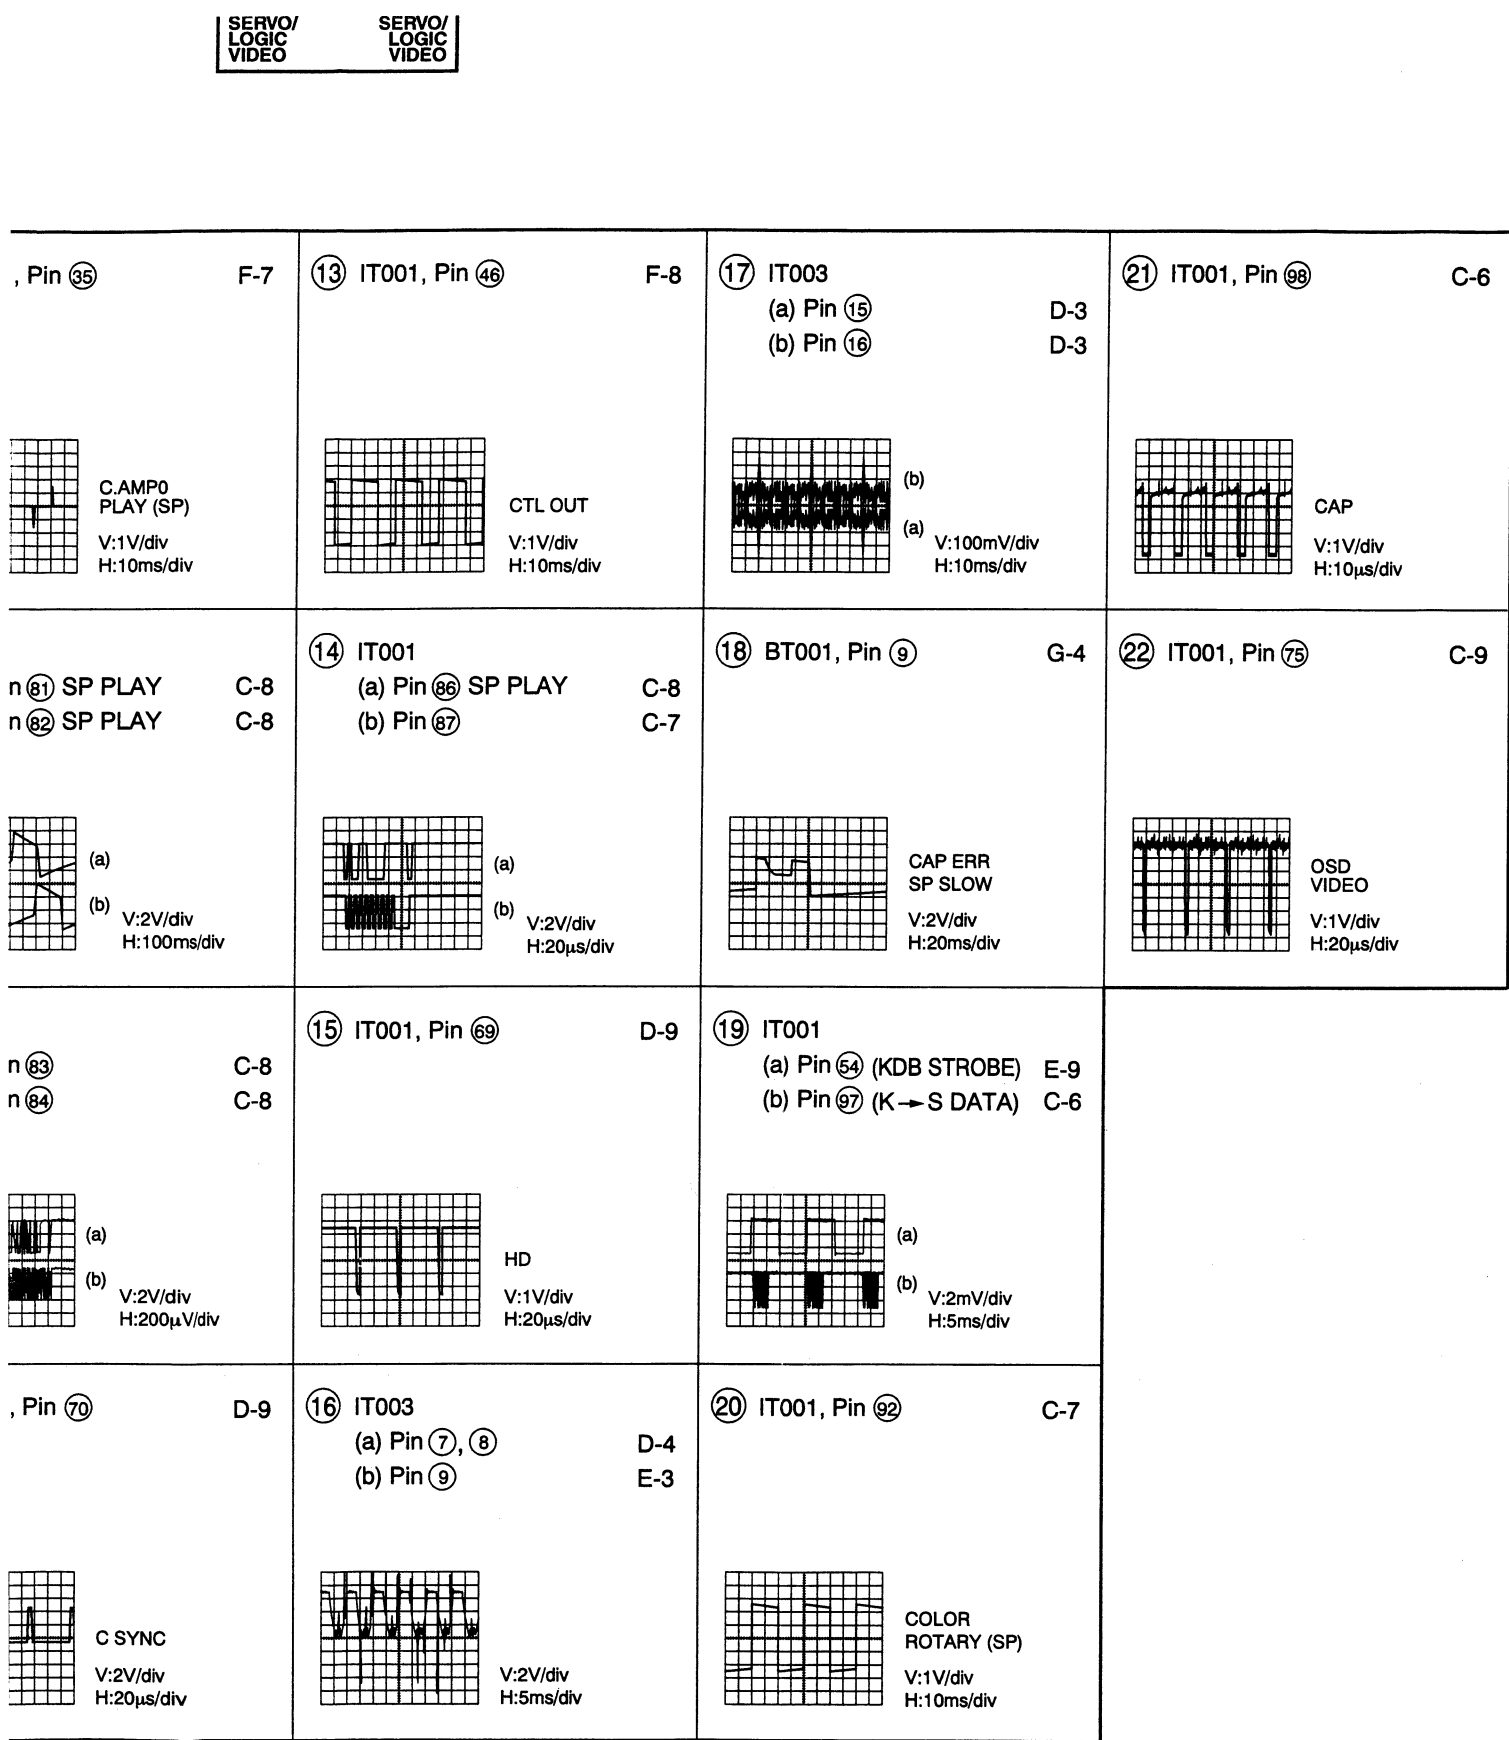 SERVO/ SERVO/
LOGIC LOGIC
VIDEO VIDEO
, Pin 35 F-7
C.AMP0
PLAY (SP)
V:1V/div
H:10ms/div
13 IT001, Pin 46 F-8
CTL OUT
V:1V/div
H:10ms/div
17 IT003
(a) Pin 15 D-3
(b) Pin 16 D-3
(b)
(a)
V:100mV/div
H:10ms/div
21 IT001, Pin 98 C-6
CAP
V:1V/div
H:10µs/div
n 81 SP PLAY C-8
n 82 SP PLAY C-8
(a)
(b)
V:2V/div
H:100ms/div
14 IT001
(a) Pin 86 SP PLAY C-8
(b) Pin 87 C-7
(a)
(b)
V:2V/div
H:20µs/div
18 BT001, Pin 9 G-4
CAP ERR
SP SLOW
V:2V/div
H:20ms/div
22 IT001, Pin 75 C-9
OSD
VIDEO
V:1V/div
H:20µs/div
n 83 C-8
n 84 C-8
(a)
(b)
V:2V/div
H:200µV/div
15 IT001, Pin 69 D-9
HD
V:1V/div
H:20µs/div
19 IT001
(a) Pin 54 (KDB STROBE) E-9
(b) Pin 97 (K→S DATA) C-6
(a)
(b)
V:2mV/div
H:5ms/div
, Pin 70 D-9
C SYNC
V:2V/div
H:20µs/div
16 IT003
(a) Pin 7, 8 D-4
(b) Pin 9 E-3
V:2V/div
H:5ms/div
20 IT001, Pin 92 C-7
COLOR
ROTARY (SP)
V:1V/div
H:10ms/div